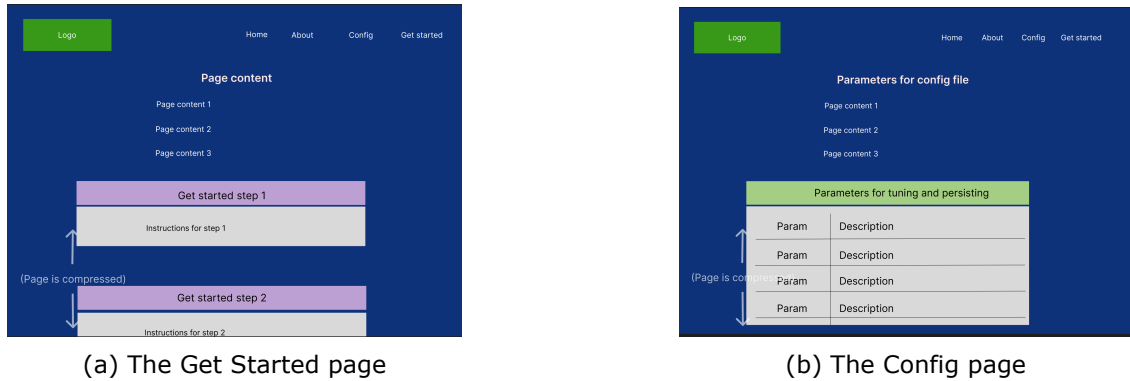 Logo
Home About Config Get started
Page content
Page content 1
Page content 2
Page content 3
Get started step 1
Instructions for step 1
(Page is compressed)
Get started step 2
Instructions for step 2
(a) The Get Started page
Logo
Home About Config Get started
Parameters for config file
Page content 1
Page content 2
Page content 3
Parameters for tuning and persisting
Param Description
Param Description
(Page is compressed)
Param Description
Param Description
(b) The Config page